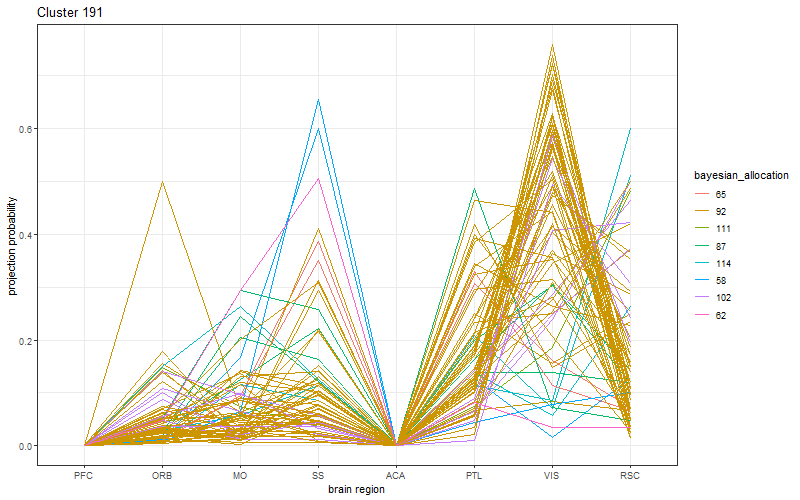 Cluster 191
projection probability
0.6
0.4
0.2
0.0
PFC ORB MO SS ACA PTL VIS RSC
brain region
bayesian_allocation
65
92
111
87
114
58
102
62